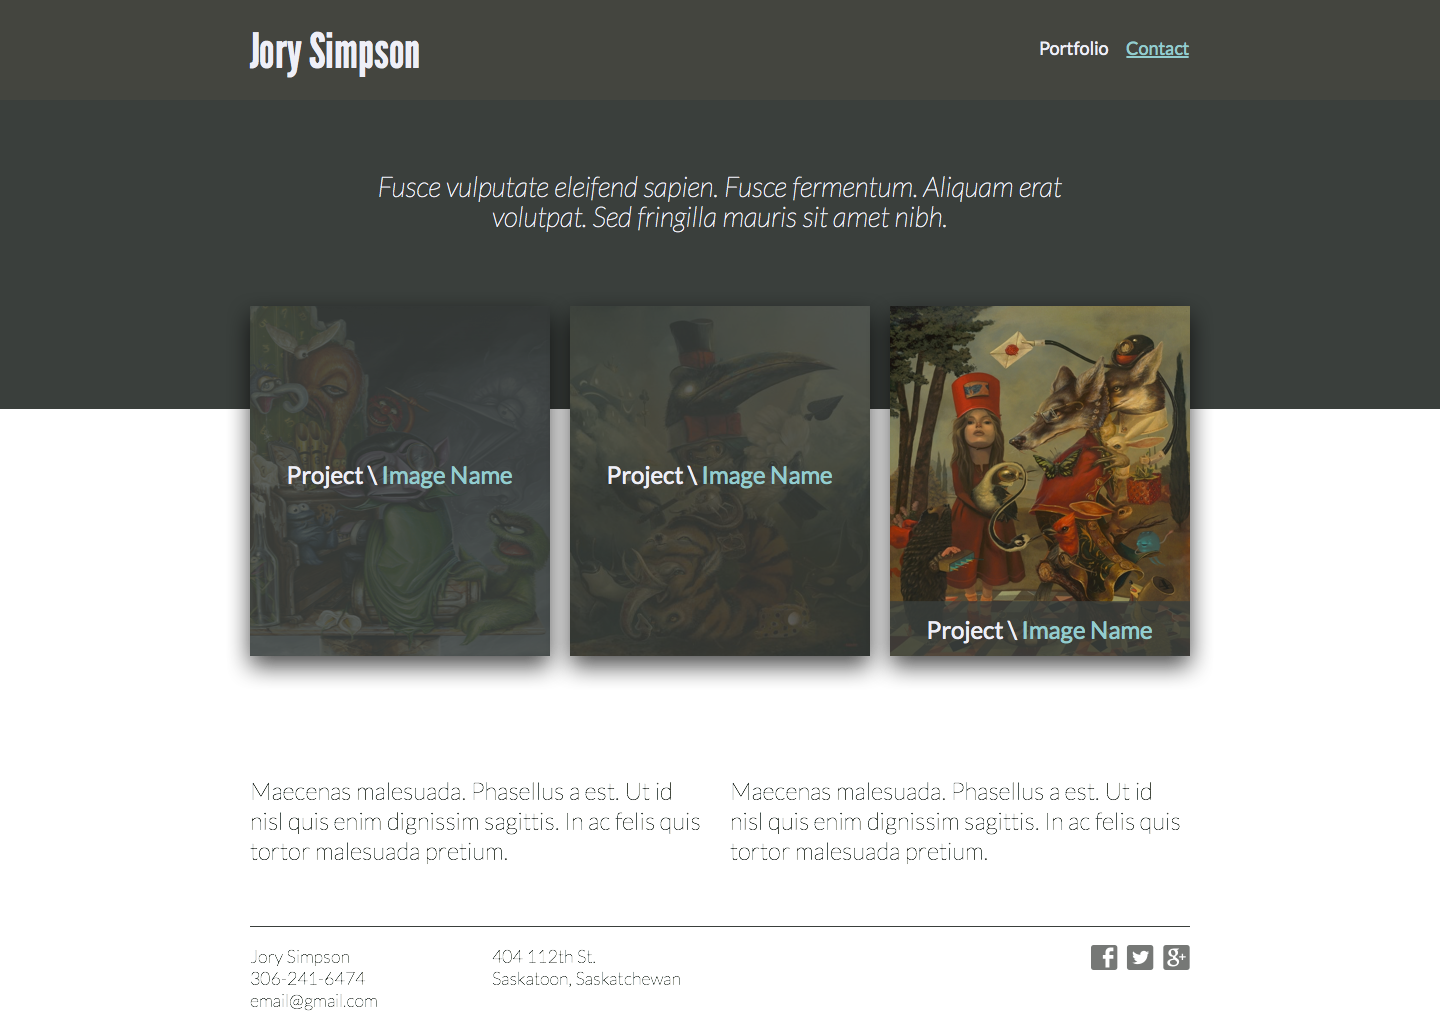 Jory Simpson
Portfolio Contact
Fusce vulputate eleifend sapien. Fusce fermentum. Aliquam erat
volutpat. Sed fringilla mauris sit amet nibh.
Project \ Image Name
Project \ Image Name
Project \ Image Name
Maecenas malesuada. Phasellus a est. Ut id
nisl quis enim dignissim sagittis. In ac felis quis
tortor malesuada pretium.
Maecenas malesuada. Phasellus a est. Ut id
nisl quis enim dignissim sagittis. In ac felis quis
tortor malesuada pretium.
Jory Simpson
306-241-6474
email@gmail.com
404 112th St.
Saskatoon, Saskatchewan